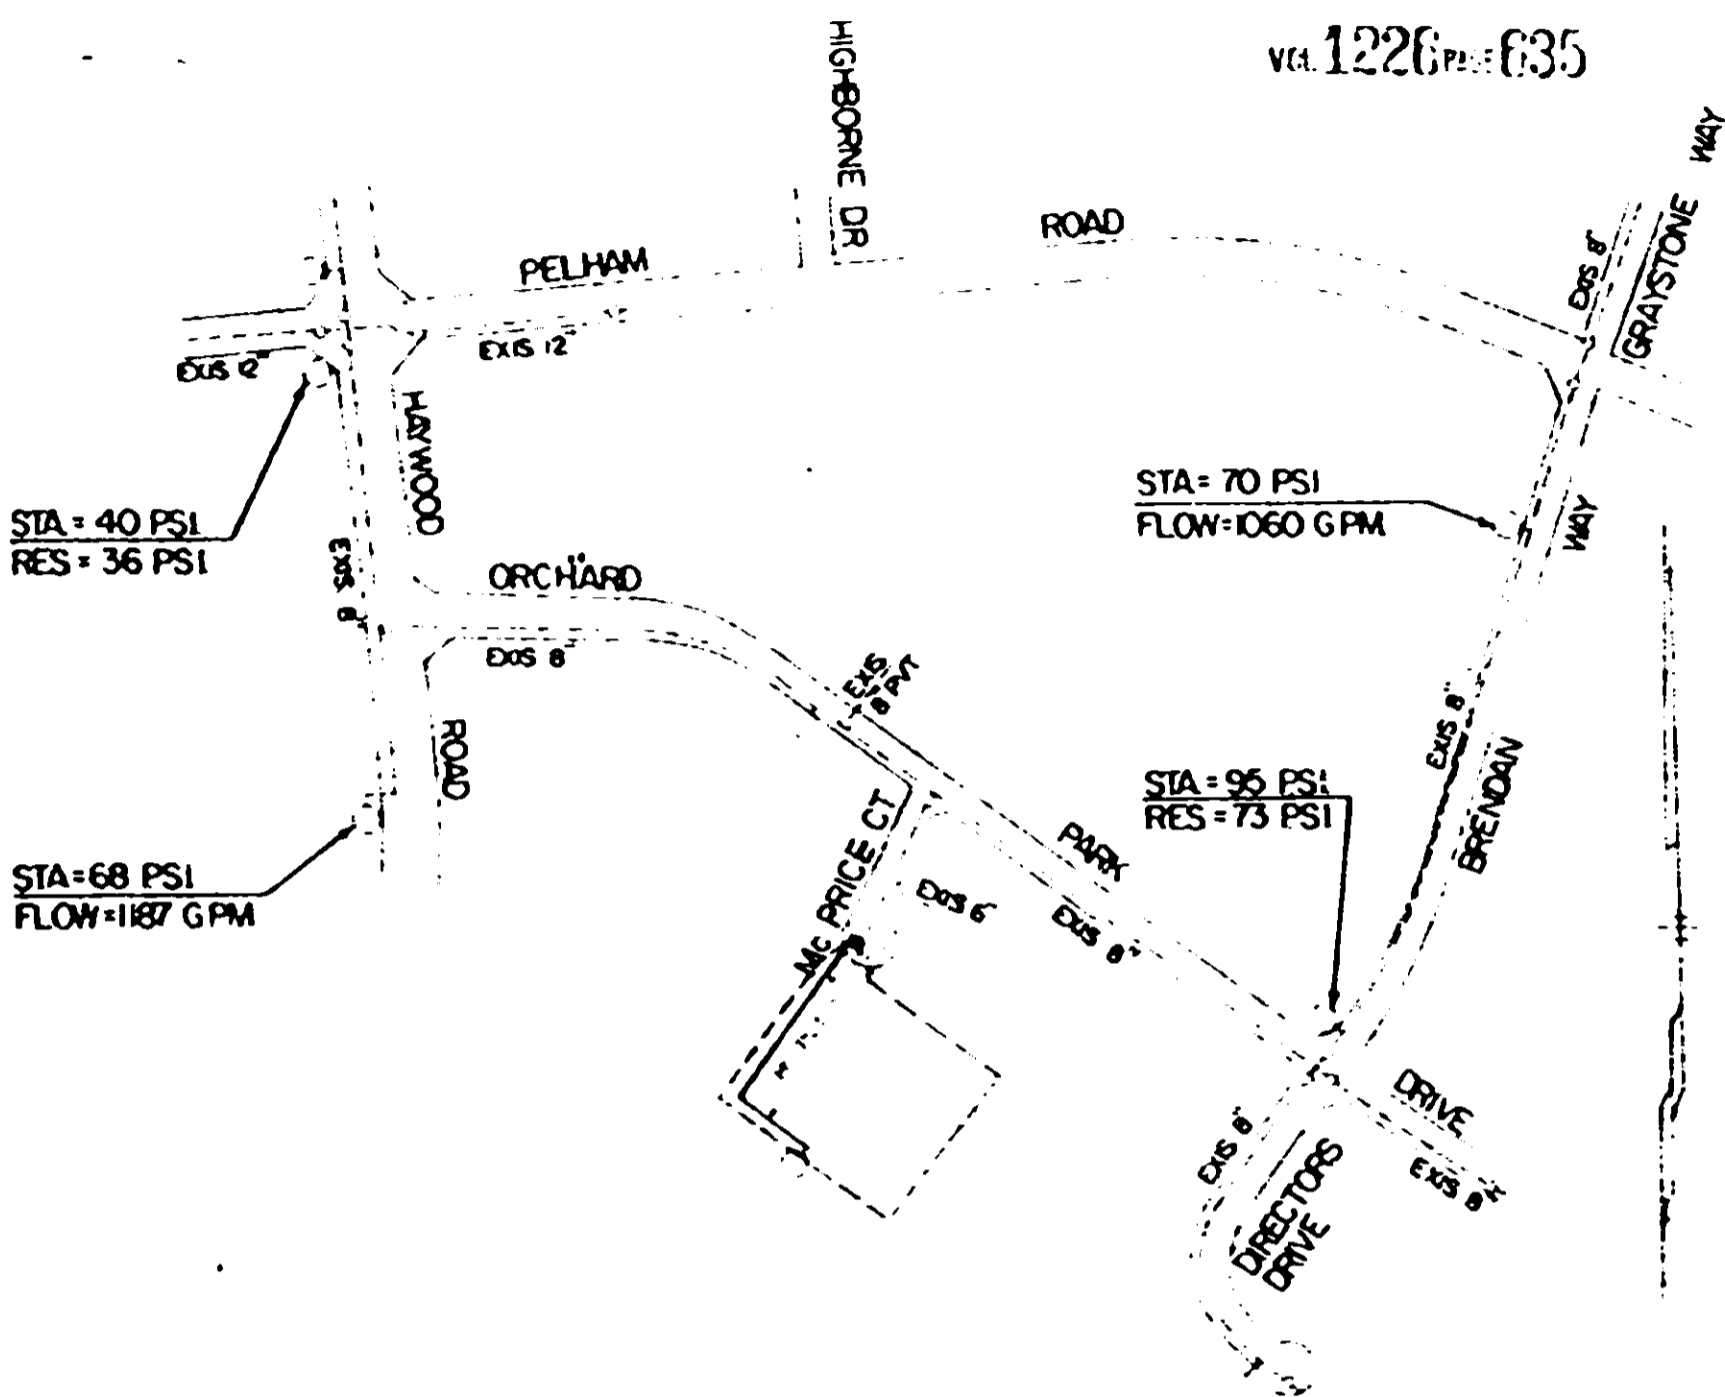 VOL. 1226 PAGE 635
HIGHBORNE DR
PELHAM
ROAD
EXIS 8"
GRAYSTONE WAY
EXIS 12"
EXIS 12"
HAYWOOD
STA = 40 PSI
RES = 36 PSI
STA = 70 PSI
FLOW = 1060 GPM
WAY
EXIS 8"
ORCHARD
EXIS 8"
EXIS 8" PVT
ROAD
EXIS 8"
BRENDAN
STA = 95 PSI
RES = 73 PSI
STA = 68 PSI
FLOW = 1187 GPM
Mc PRICE CT
PARK
EXIS 6"
EXIS 8"
DRIVE
EXIS 8"
EXIS 8"
DIRECTORS
DRIVE